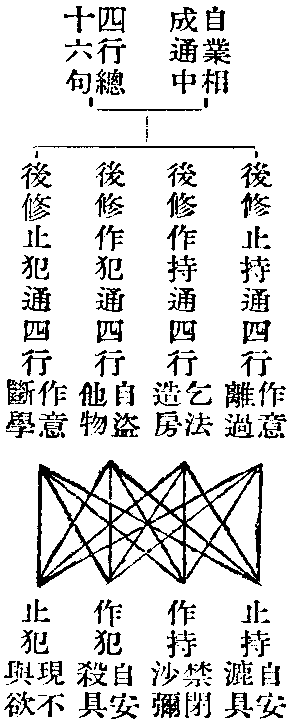 自業相
成通中
四行總
十六句
後修止持通四行
作意
離過
後修作持通四行
乞法
造房
後修作犯通四行
自盜
他物
後修止犯通四行
作意
斷學
止持
自安
漉具
作持
禁閉
沙彌
作犯
自安
殺具
止犯
現不
與欲